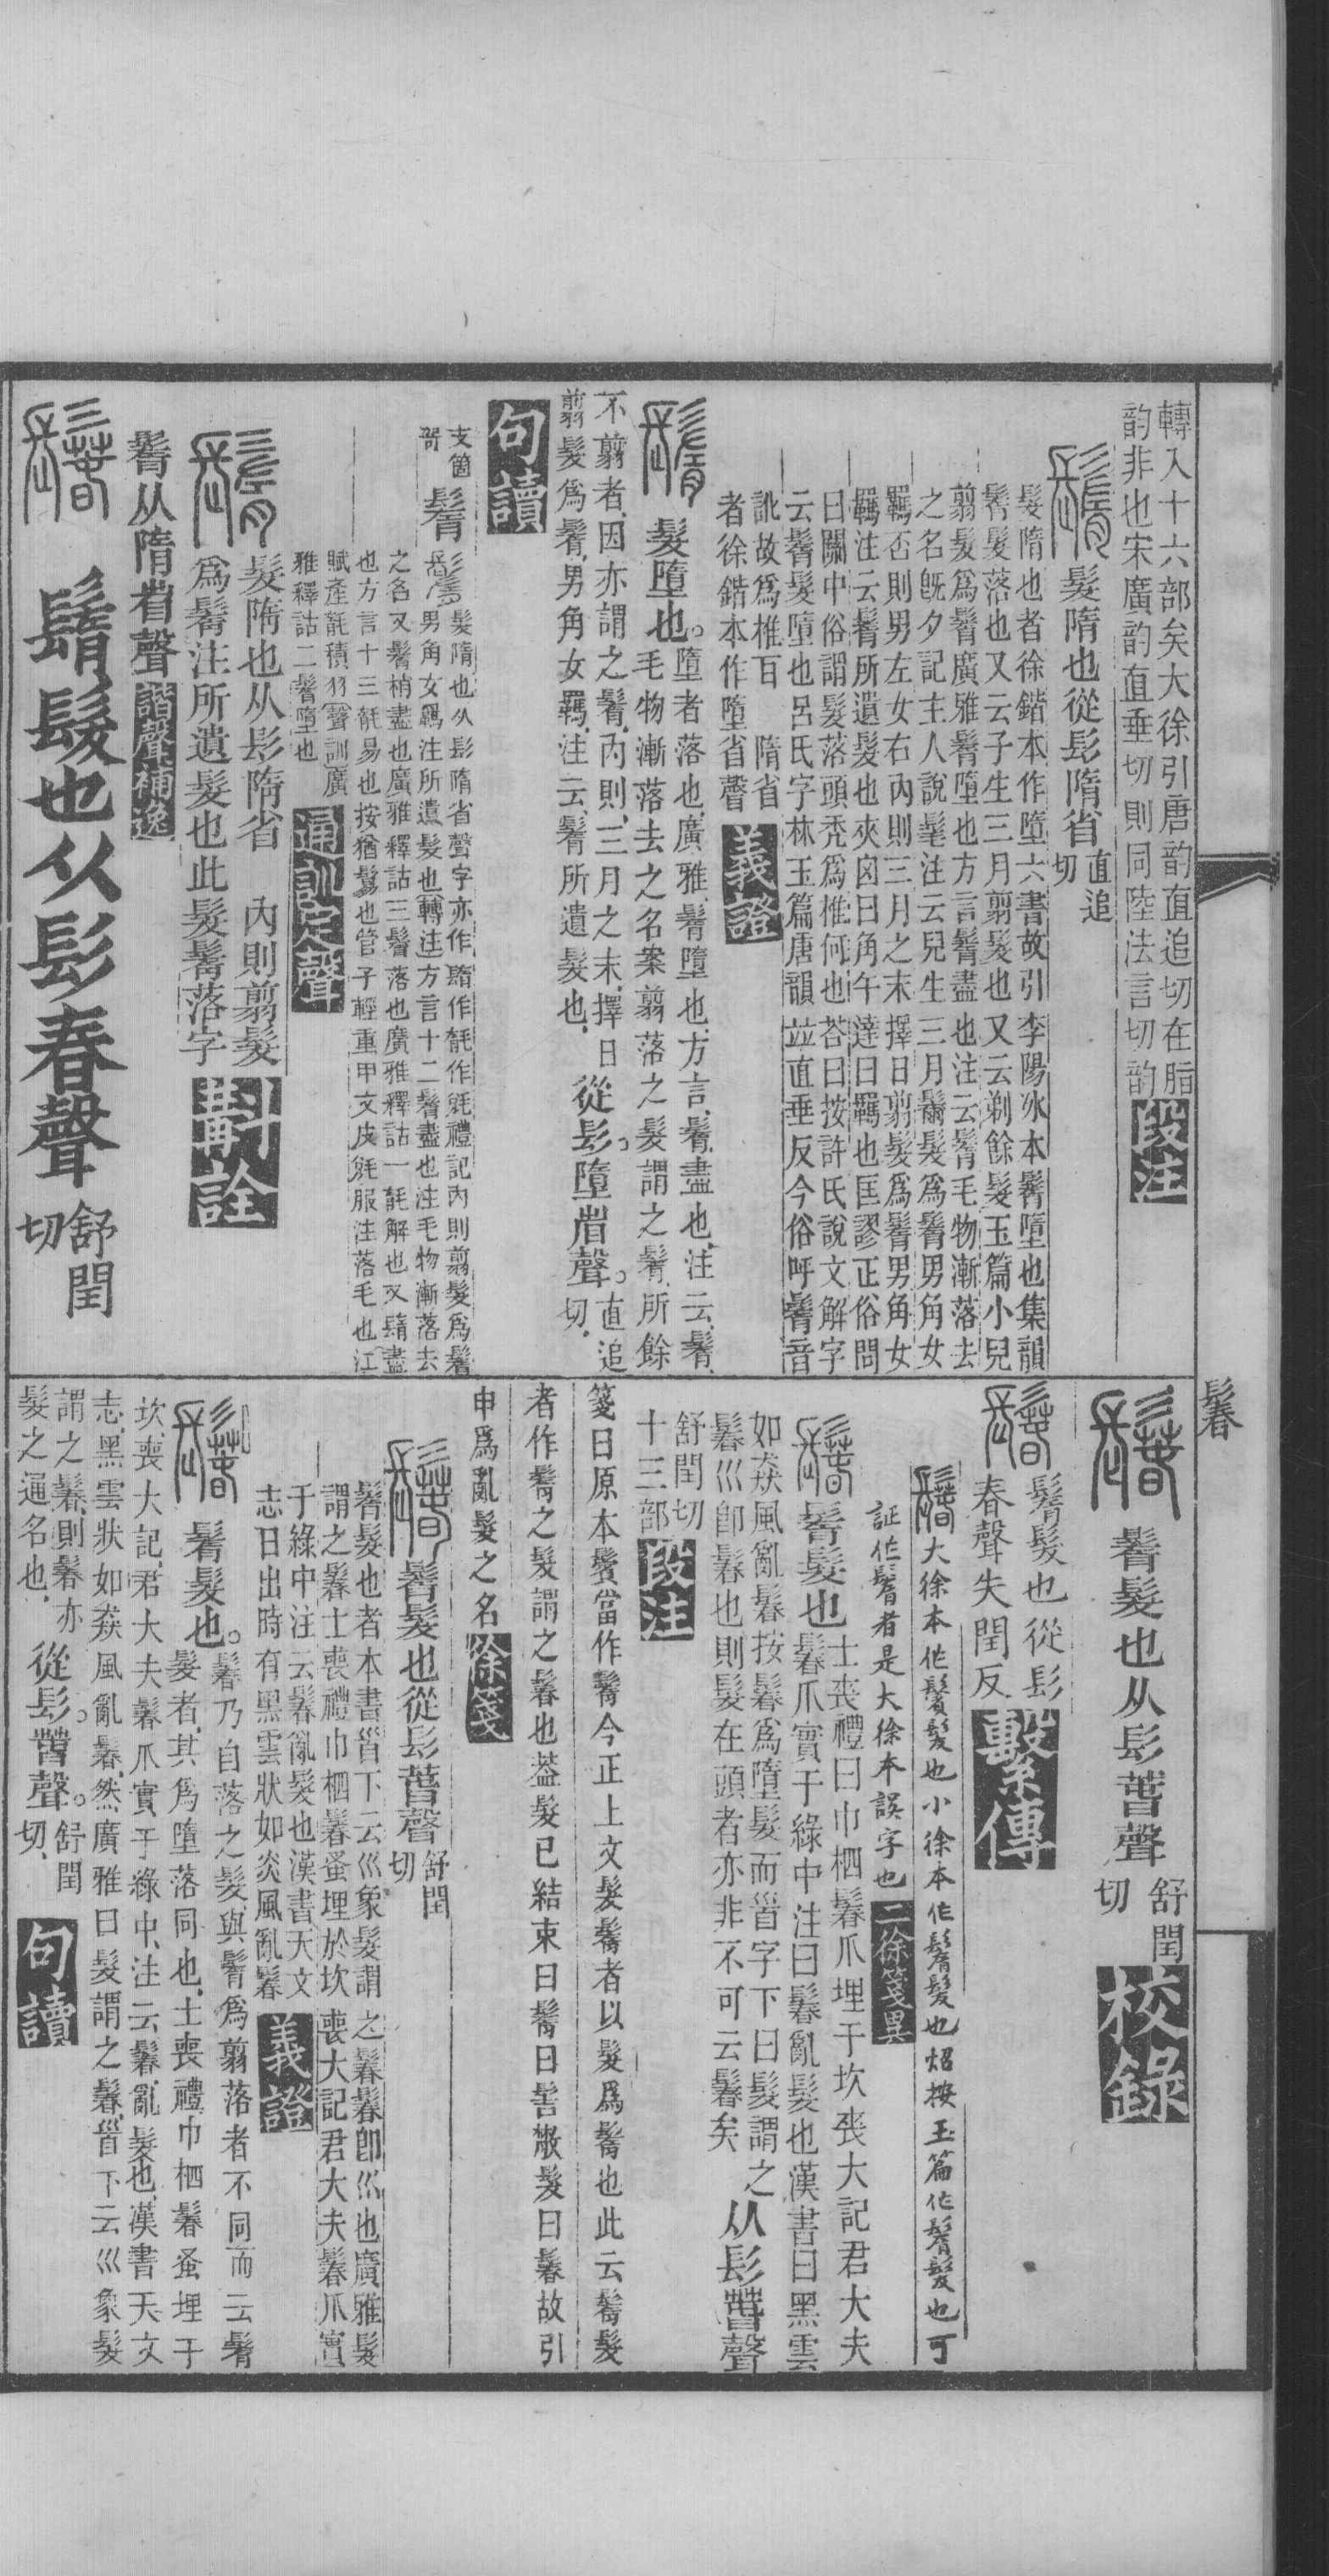 轉入十六部矣大徐引唐韵直追切在脂
韵非也宋廣韵直垂切則同陸法言切韵
段注
髮隋也從髟隋省
直追
切
髮隋也者徐鍇本作墮六書故引李陽冰本鬌墮也集韻
鬌髮落也又云子生三月翦髮也又云剃餘髮玉篇小兒
翦髮爲鬌廣雅鬌墮也方言鬌盡也注云鬌毛物漸落去
之名旣夕記主人說髦注云兒生三月鬋髮爲鬌男角女
羈否則男左女右內則三月之末擇日翦髮爲鬌男角女
羈注云鬌所遺髮也夾囟曰角午達曰羈也匡謬正俗問
曰關中俗謂髮落頭禿爲椎何也荅曰按許氏說文解字
云鬌髮墮也呂氏字林玉篇唐韻竝直垂反今俗呼鬌音
訛故爲椎百 隋省
者徐鍇本作墮省聲
義證
髮墮也。
墮者落也、廣雅、鬌墮也、方言、鬌、盡也、注云、鬌、
毛物漸落去之名案翦落之髮謂之鬌、所餘
不翦者、因亦謂之鬌、內則、三月之末、擇日
翦髮爲鬌、男角女羈、注云、鬌所遺髮也、
從髟。墮省聲。
直追
切、
句讀
支箇
鬌
髮隋也从髟隋省聲字亦作𩮜作毻作毤禮記內則翦髮爲鬌
男角女羈注所遺髮也轉注方言十二鬌盡也注毛物漸落去
之名又鬌梢盡也廣雅釋詁三鬌落也廣雅釋詁一毻解也又𩮜盡
也方言十三毻易也按猶鬄也管子輕重甲文皮毤服注落毛也江
賦產毻積羽聲訓廣
雅釋詁二鬌墮也
通訓定聲
髮隋也从髟隋省 內則翦髮
爲鬌注所遺髮也此髮鬌落字
斠詮
鬌从隋省聲
諧聲補逸
鬌髮也从髟春聲
舒閏
切
鬊
鬌髮也从髟萅聲
舒閏
切
校錄
鬌髮也從髟
春聲失閏反
繫傳
大徐本作鬢髮也小徐本作鬌髮也炤按玉篇作鬌髮也可
証作鬌者是大徐本誤字也
二徐箋異
鬌髮也
士喪禮曰巾柶鬊爪埋于坎喪大記君大夫
鬊爪實于綠中注曰鬊亂髮也漢書曰黑雲
如猋風亂鬊按鬊爲墮髮而𩠐字下曰髮謂之
鬊巛卽鬊也則髮在頭者亦非不可云鬊矣
从髟萅聲
舒閏切
十三部
段注
箋曰原本鬢當作鬌今正上文髮鬌者以髮爲鬌也此云鬌髮
者作鬌之髮謂之鬊也葢髮已結束曰鬌曰髻散髮曰鬊故引
申爲亂髮之名
徐箋
鬌髮也從髟萅聲
舒閏
切
鬌髮也者本書𩠐下云巛象髮謂之鬊鬊卽巛也廣雅髮
謂之鬊士喪禮巾柶鬊蚤埋於坎喪大記君大夫鬊爪實
于綠中注云鬊亂髮也漢書天文
志日出時有黑雲狀如炎風亂鬊
義證
鬌髮也。
鬊乃自落之髮、與鬌爲翦落者不同而云鬌
髮者、其爲墮落同也、士喪禮巾柶鬊蚤埋于
坎、喪大記、君大夫鬊爪實于綠中、注云鬊、亂髮也、漢書天文
志、黑雲狀如猋風亂鬊、然廣雅曰髮謂之鬊、𩠐下云巛象髮
謂之鬊、則鬊亦
髮之通名也、
從髟。萅聲。
舒閏
切、
句讀